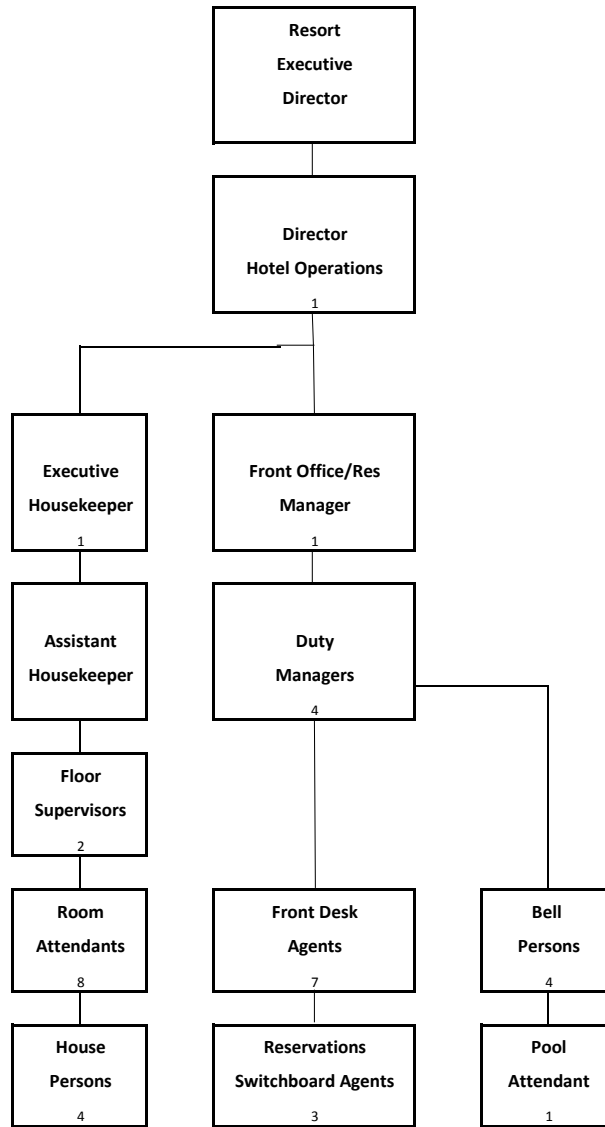 Resort
Executive
Director
Director
Hotel Operations
1
Executive
Housekeeper
1
Front Office/Res
Manager
1
Assistant
Housekeeper
Duty
Managers
4
Floor
Supervisors
2
Room
Attendants
8
Front Desk
Agents
7
Bell
Persons
4
House
Persons
4
Reservations
Switchboard Agents
3
Pool
Attendant
1